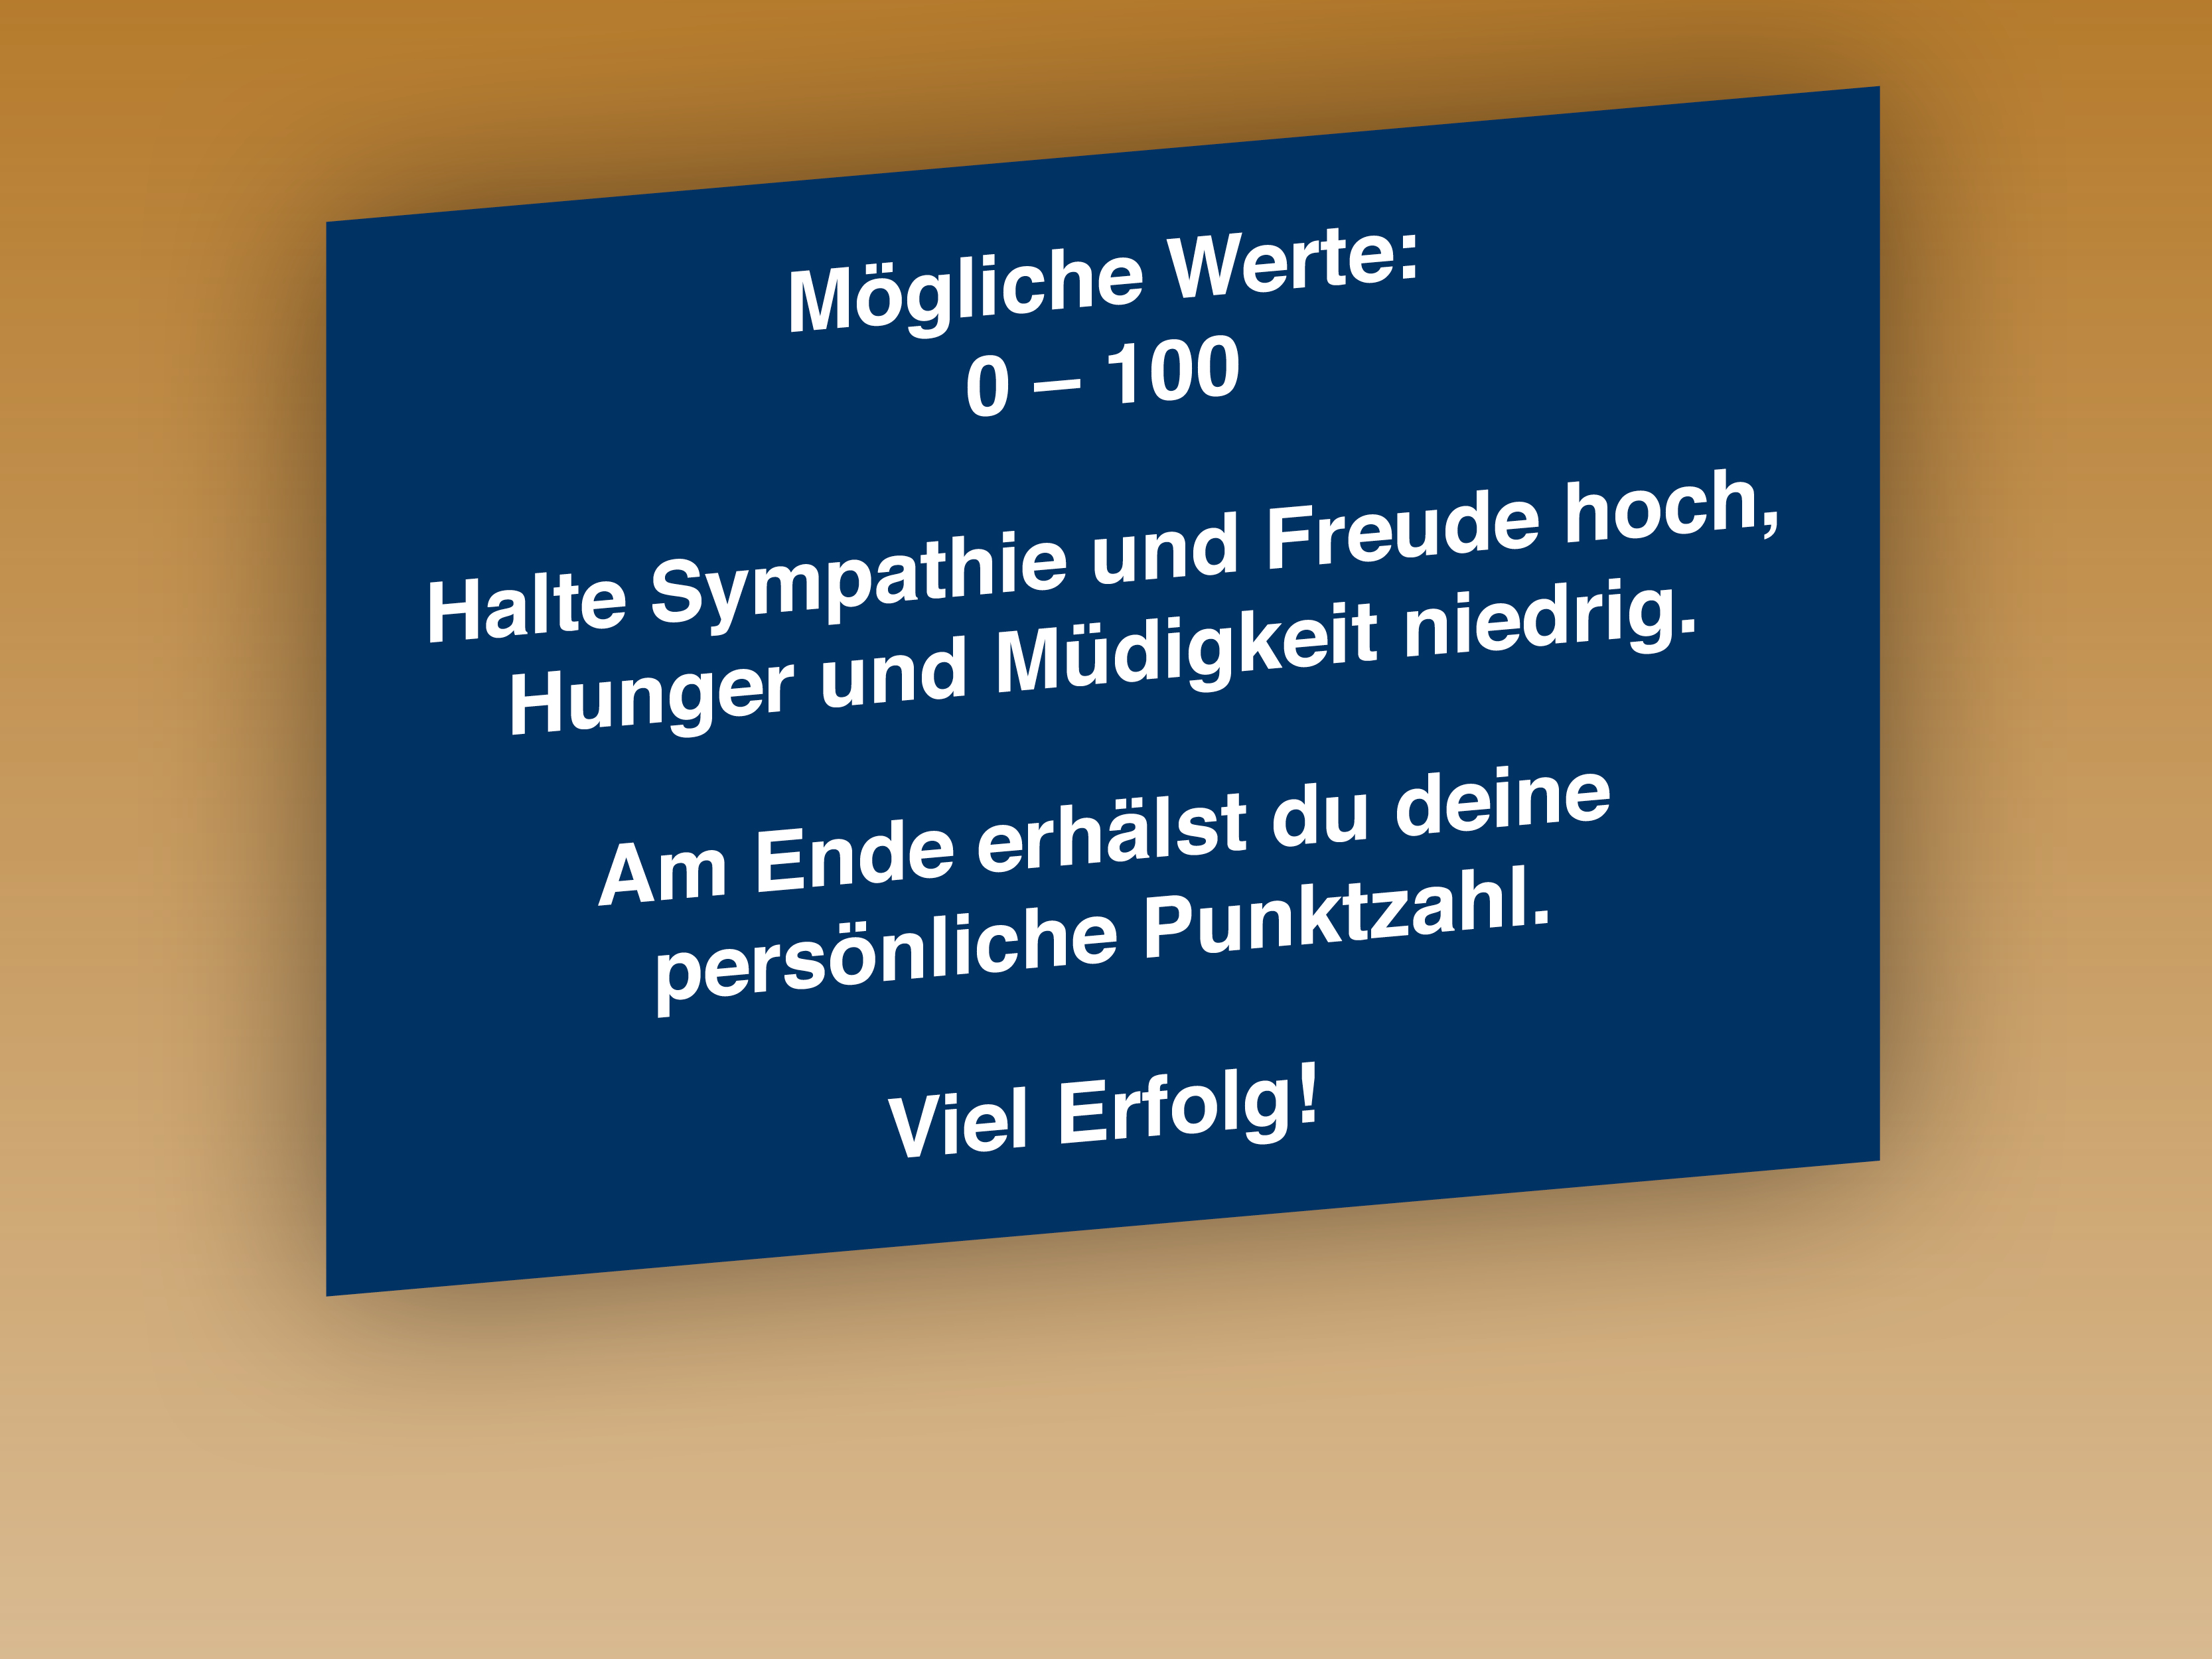 Mögliche Werte:
0 – 100
Halte Sympathie und Freude hoch,
Hunger und Müdigkeit niedrig.
Am Ende erhälst du deine
persönliche Punktzahl.
Viel Erfolg!